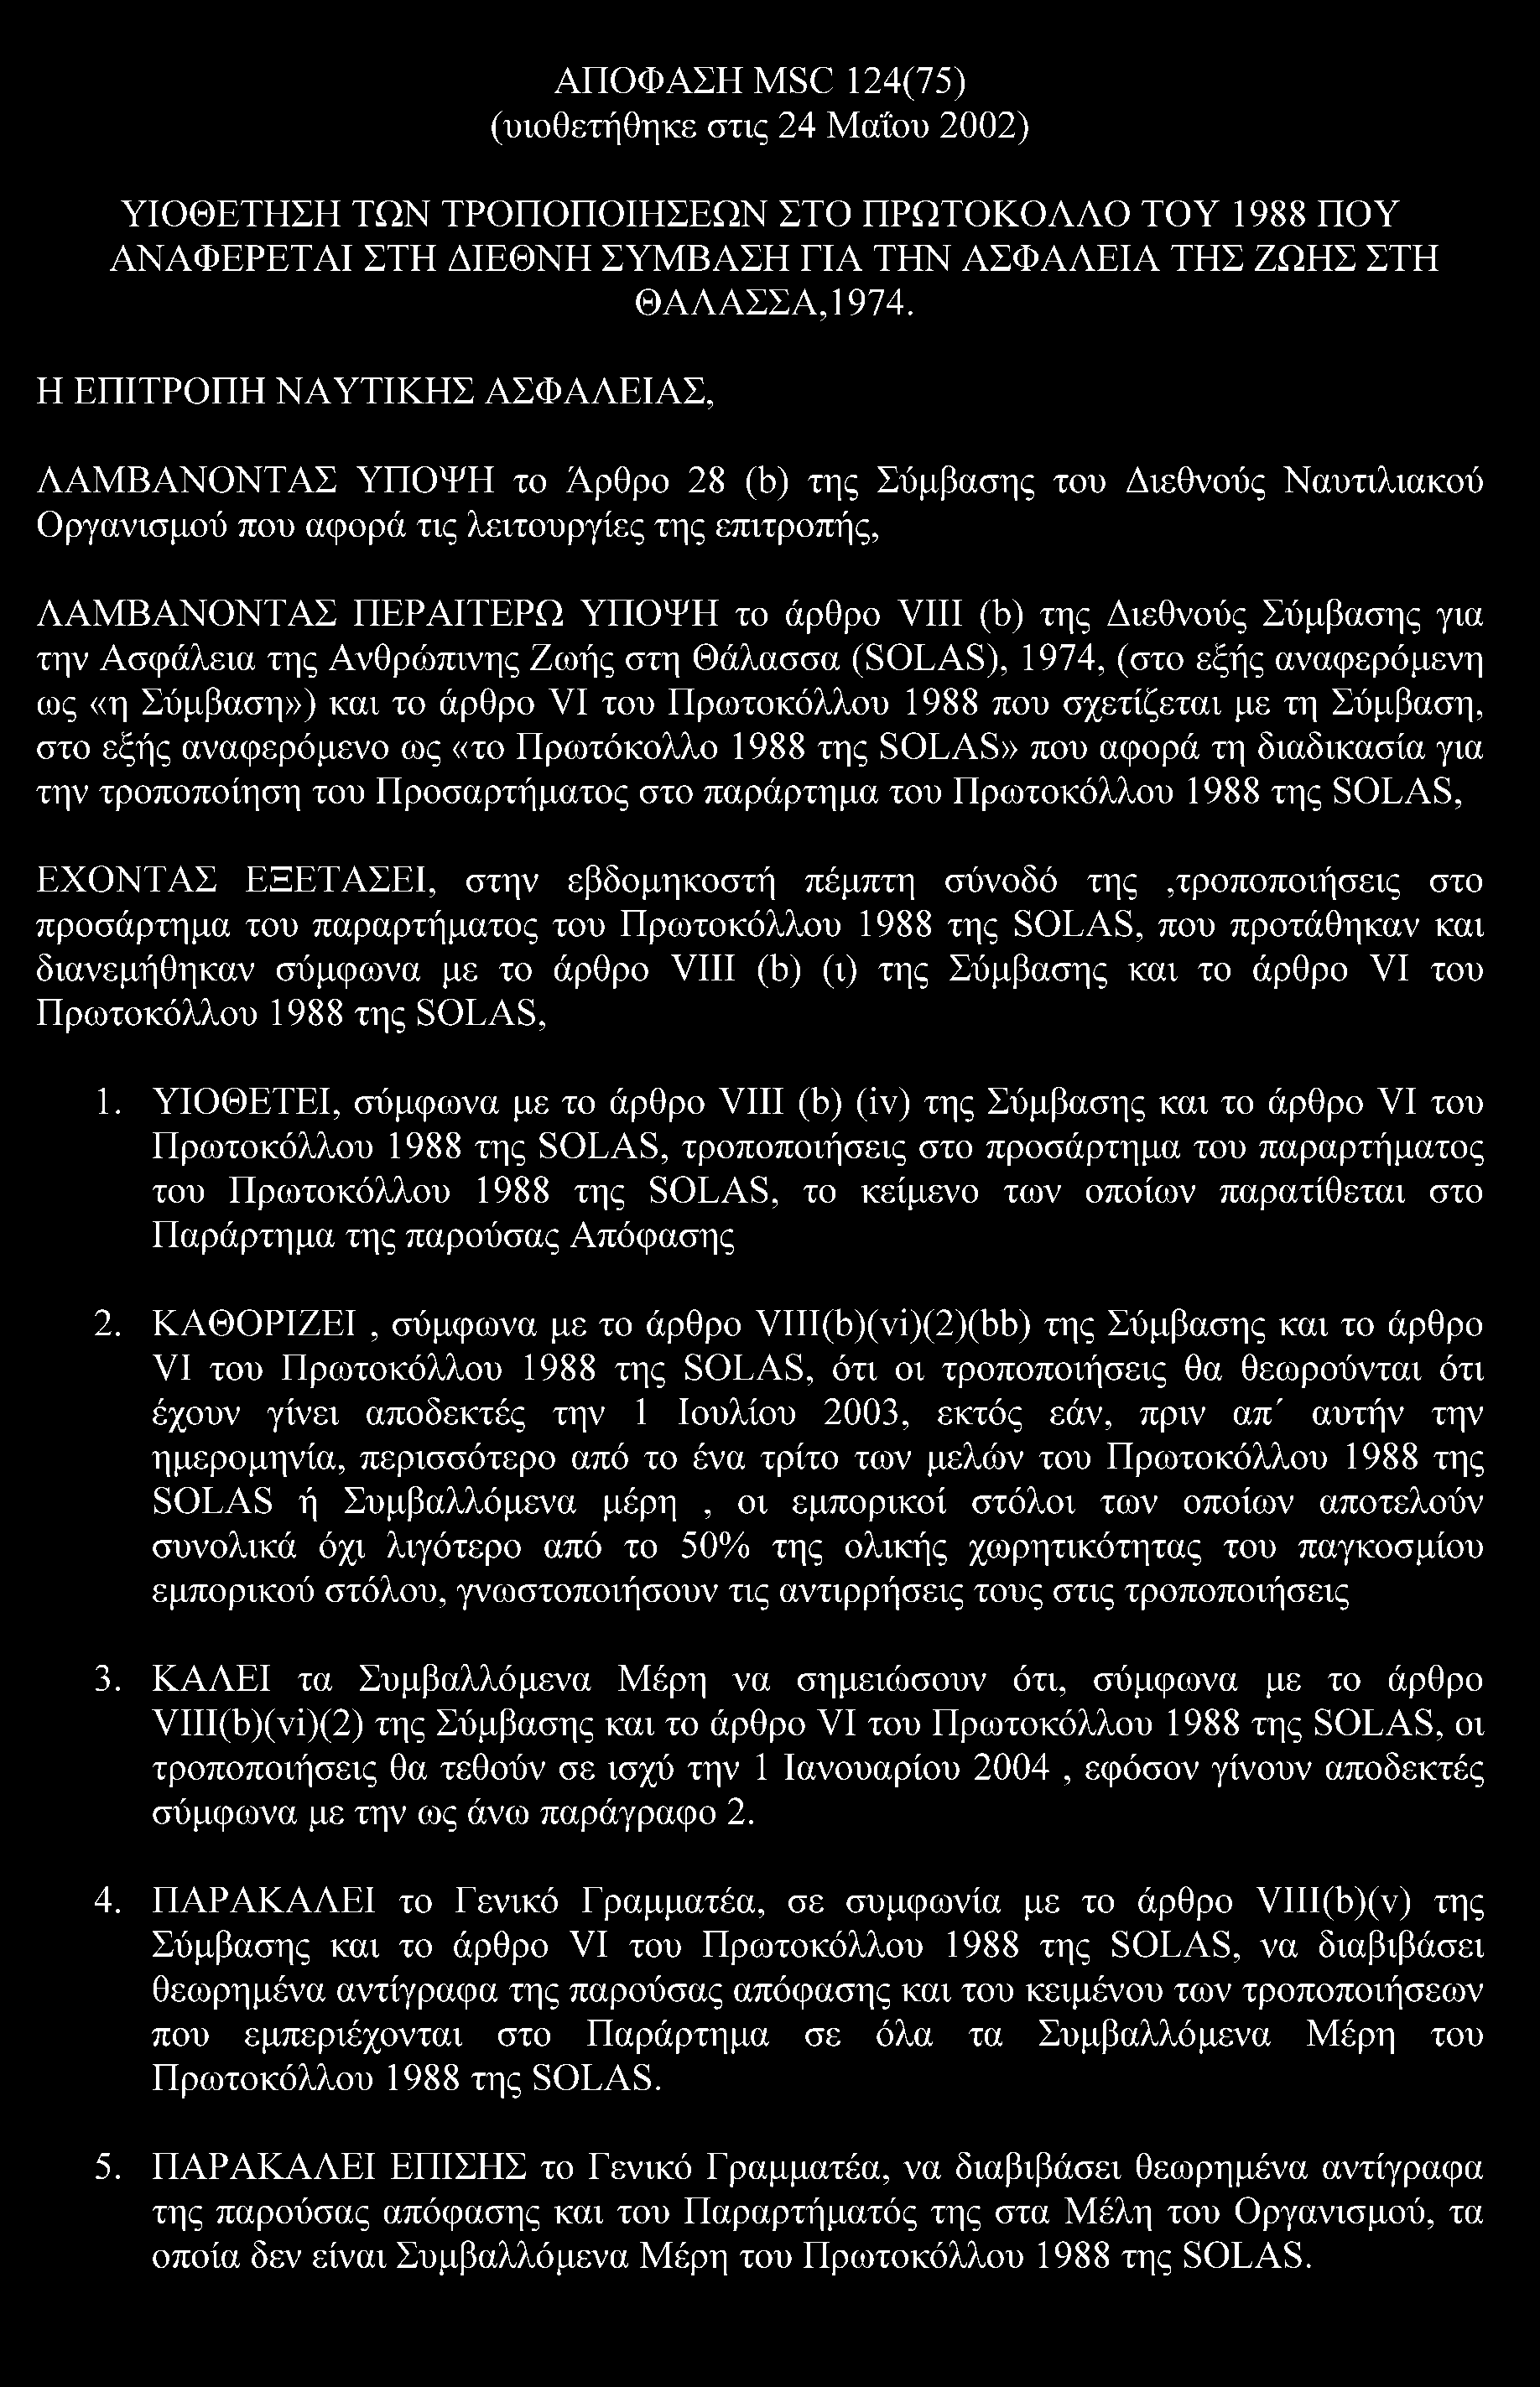 ΑΠΟΦΑΣΗ MSC 124(75)
(υιοθετήθηκε στις 24 Μαΐου 2002)
ΥΙΟΘΕΤΗΣΗ ΤΩΝ ΤΡΟΠΟΠΟΙΗΣΕΩΝ ΣΤΟ ΠΡΩΤΟΚΟΛΛΟ ΤΟΥ 1988 ΠΟΥ
ΑΝΑΦΕΡΕΤΑΙ ΣΤΗ ΔΙΕΘΝΗ ΣΥΜΒΑΣΗ ΓΙΑ ΤΗΝ ΑΣΦΑΛΕΙΑ ΤΗΣ ΖΩΗΣ ΣΤΗ
ΘΑΛΑΣΣΑ,1974.
Η ΕΠΙΤΡΟΠΗ ΝΑΥΤΙΚΗΣ ΑΣΦΑΛΕΙΑΣ,
ΛΑΜΒΑΝΟΝΤΑΣ ΥΠΟΨΗ το Άρθρο 28 (b) της Σύμβασης του Διεθνούς Ναυτιλιακού
Οργανισμού που αφορά τις λειτουργίες της επιτροπής,
ΛΑΜΒΑΝΟΝΤΑΣ ΠΕΡΑΙΤΕΡΩ ΥΠΟΨΗ το άρθρο VIII (b) της Διεθνούς Σύμβασης για
την Ασφάλεια της Ανθρώπινης Ζωής στη Θάλασσα (SOLAS), 1974, (στο εξής αναφερόμενη
ως «η Σύμβαση») και το άρθρο VI του Πρωτοκόλλου 1988 που σχετίζεται με τη Σύμβαση,
στο εξής αναφερόμενο ως «το Πρωτόκολλο 1988 της SOLAS» που αφορά τη διαδικασία για
την τροποποίηση του Προσαρτήματος στο παράρτημα του Πρωτοκόλλου 1988 της SOLAS,
ΕΧΟΝΤΑΣ ΕΞΕΤΑΣΕΙ, στην εβδομηκοστή πέμπτη σύνοδό της ,τροποποιήσεις στο
προσάρτημα του παραρτήματος του Πρωτοκόλλου 1988 της SOLAS, που προτάθηκαν και
διανεμήθηκαν σύμφωνα με το άρθρο VIII (b) (ι) της Σύμβασης και το άρθρο VI του
Πρωτοκόλλου 1988 της SOLAS,
1. ΥΙΟΘΕΤΕΙ, σύμφωνα με το άρθρο VIII (b) (iv) της Σύμβασης και το άρθρο VI του
Πρωτοκόλλου 1988 της SOLAS, τροποποιήσεις στο προσάρτημα του παραρτήματος
του Πρωτοκόλλου 1988 της SOLAS, το κείμενο των οποίων παρατίθεται στο
Παράρτημα της παρούσας Απόφασης
2. ΚΑΘΟΡΙΖΕΙ , σύμφωνα με το άρθρο VIII(b)(vi)(2)(bb) της Σύμβασης και το άρθρο
VI του Πρωτοκόλλου 1988 της SOLAS, ότι οι τροποποιήσεις θα θεωρούνται ότι
έχουν γίνει αποδεκτές την 1 Ιουλίου 2003, εκτός εάν, πριν απ΄ αυτήν την
ημερομηνία, περισσότερο από το ένα τρίτο των μελών του Πρωτοκόλλου 1988 της
SOLAS ή Συμβαλλόμενα μέρη , οι εμπορικοί στόλοι των οποίων αποτελούν
συνολικά όχι λιγότερο από το 50% της ολικής χωρητικότητας του παγκοσμίου
εμπορικού στόλου, γνωστοποιήσουν τις αντιρρήσεις τους στις τροποποιήσεις
3. ΚΑΛΕΙ τα Συμβαλλόμενα Μέρη να σημειώσουν ότι, σύμφωνα με το άρθρο
VIII(b)(vi)(2) της Σύμβασης και το άρθρο VI του Πρωτοκόλλου 1988 της SOLAS, οι
τροποποιήσεις θα τεθούν σε ισχύ την 1 Ιανουαρίου 2004 , εφόσον γίνουν αποδεκτές
σύμφωνα με την ως άνω παράγραφο 2.
4. ΠΑΡΑΚΑΛΕΙ το Γενικό Γραμματέα, σε συμφωνία με το άρθρο VIII(b)(v) της
Σύμβασης και το άρθρο VI του Πρωτοκόλλου 1988 της SOLAS, να διαβιβάσει
θεωρημένα αντίγραφα της παρούσας απόφασης και του κειμένου των τροποποιήσεων
που εμπεριέχονται στο Παράρτημα σε όλα τα Συμβαλλόμενα Μέρη του
Πρωτοκόλλου 1988 της SOLAS.
5. ΠΑΡΑΚΑΛΕΙ ΕΠΙΣΗΣ το Γενικό Γραμματέα, να διαβιβάσει θεωρημένα αντίγραφα
της παρούσας απόφασης και του Παραρτήματός της στα Μέλη του Οργανισμού, τα
οποία δεν είναι Συμβαλλόμενα Μέρη του Πρωτοκόλλου 1988 της SOLAS.